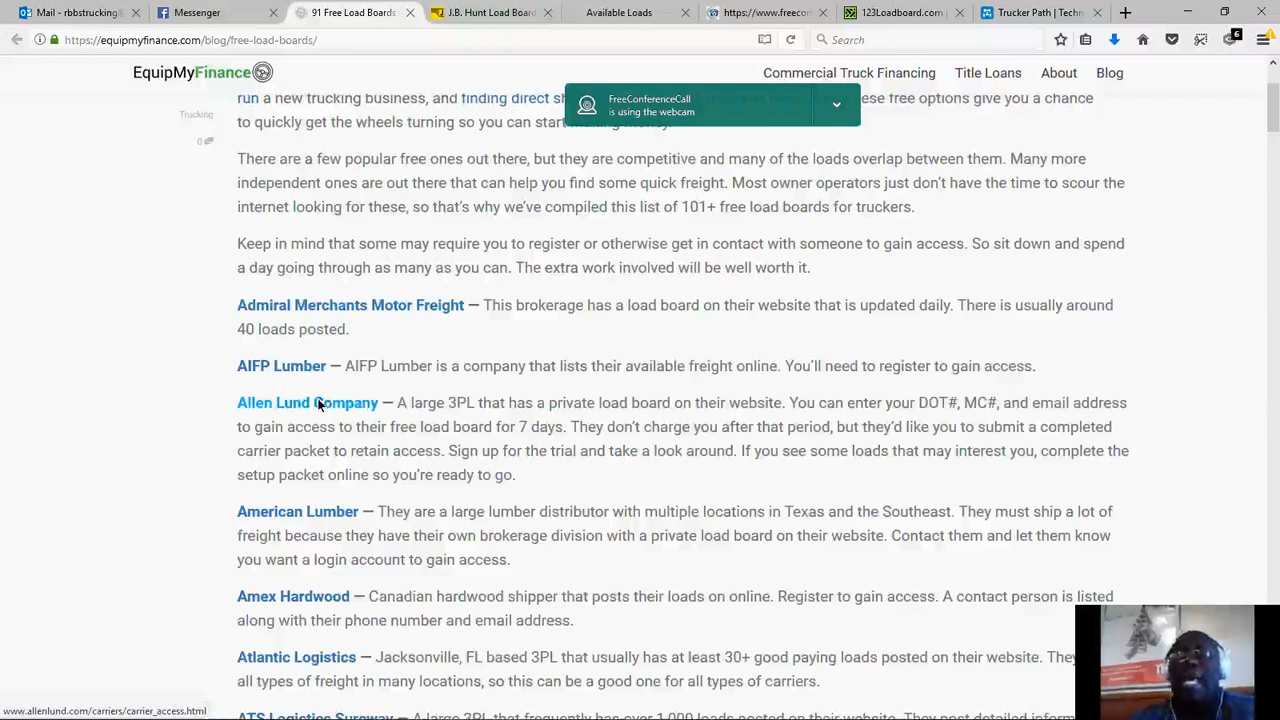 Mail - rbbstrucking@
Messenger
91 Free Load Boards
J.B. Hunt Load Board
Available Loads
https://www.freecon
123Loadboard.com
Trucker Path | Techn
https://equipmyfinance.com/blog/free-load-boards/
Search
6
EquipMyFinance
Commercial Truck Financing
Title Loans
About
Blog
FreeConferenceCall
is using the webcam
Trucking
0
run a new trucking business, and finding direct sh
ese free options give you a chance
to quickly get the wheels turning so you can start
There are a few popular free ones out there, but they are competitive and many of the loads overlap between them. Many more
independent ones are out there that can help you find some quick freight. Most owner operators just don't have the time to scour the
internet looking for these, so that's why we've compiled this list of 101+ free load boards for truckers.
Keep in mind that some may require you to register or otherwise get in contact with someone to gain access. So sit down and spend
a day going through as many as you can. The extra work involved will be well worth it.
Admiral Merchants Motor Freight — This brokerage has a load board on their website that is updated daily. There is usually around
40 loads posted.
AIFP Lumber — AIFP Lumber is a company that lists their available freight online. You'll need to register to gain access.
Allen Lund Company — A large 3PL that has a private load board on their website. You can enter your DOT#, MC#, and email address
to gain access to their free load board for 7 days. They don't charge you after that period, but they'd like you to submit a completed
carrier packet to retain access. Sign up for the trial and take a look around. If you see some loads that may interest you, complete the
setup packet online so you're ready to go.
American Lumber — They are a large lumber distributor with multiple locations in Texas and the Southeast. They must ship a lot of
freight because they have their own brokerage division with a private load board on their website. Contact them and let them know
you want a login account to gain access.
Amex Hardwood — Canadian hardwood shipper that posts their loads on online. Register to gain access. A contact person is listed
along with their phone number and email address.
Atlantic Logistics — Jacksonville, FL based 3PL that usually has at least 30+ good paying loads posted on their website. They
all types of freight in many locations, so this can be a good one for all types of carriers.
ATS Logistics Sureway — A large 3PL that frequently has over 1,000 loads posted on their website. They post detailed inform
www.allenlund.com/carriers/carrier_access.html